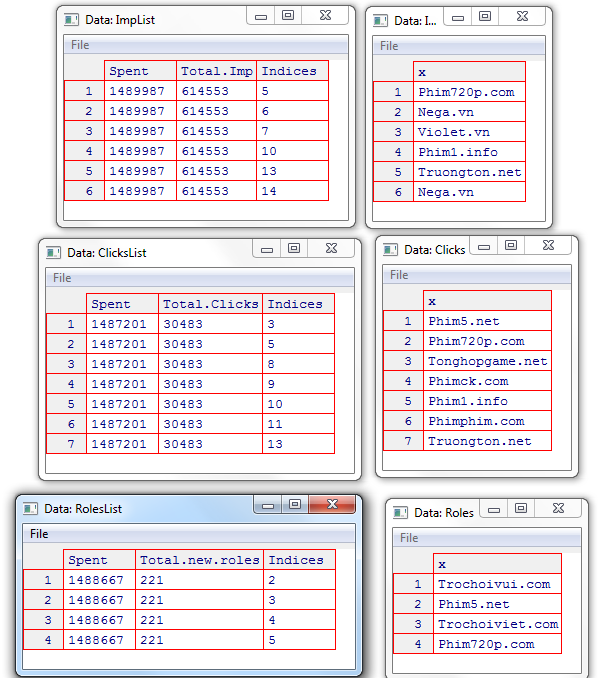 Data: ImpList
File
Spent Total.Imp Indices
1 1489987 614553 5
2 1489987 614553 6
3 1489987 614553 7
4 1489987 614553 10
5 1489987 614553 13
6 1489987 614553 14
Data: I...
File
x
1 Phim720p.com
2 Nega.vn
3 Violet.vn
4 Phim1.info
5 Truongton.net
6 Nega.vn
Data: ClicksList
File
Spent Total.Clicks Indices
1 1487201 30483 3
2 1487201 30483 5
3 1487201 30483 8
4 1487201 30483 9
5 1487201 30483 10
6 1487201 30483 11
7 1487201 30483 13
Data: Clicks
File
x
1 Phim5.net
2 Phim720p.com
3 Tonghopgame.net
4 Phimck.com
5 Phim1.info
6 Phimphim.com
7 Truongton.net
Data: RolesList
File
Spent Total.new.roles Indices
1 1488667 221 2
2 1488667 221 3
3 1488667 221 4
4 1488667 221 5
Data: Roles
File
x
1 Trochoivui.com
2 Phim5.net
3 Trochoiviet.com
4 Phim720p.com